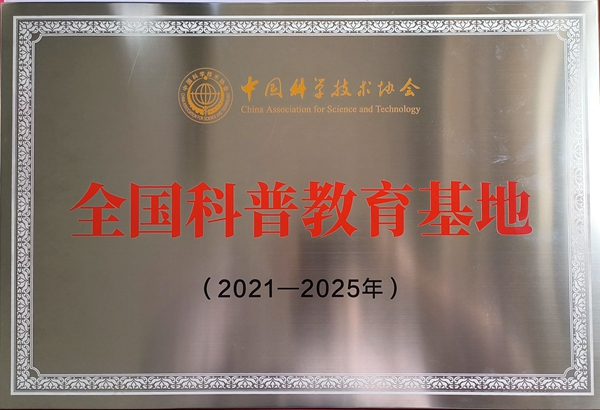 中国科学技术协会
China Association for Science and Technology
全国科普教育基地
（2021—2025年）